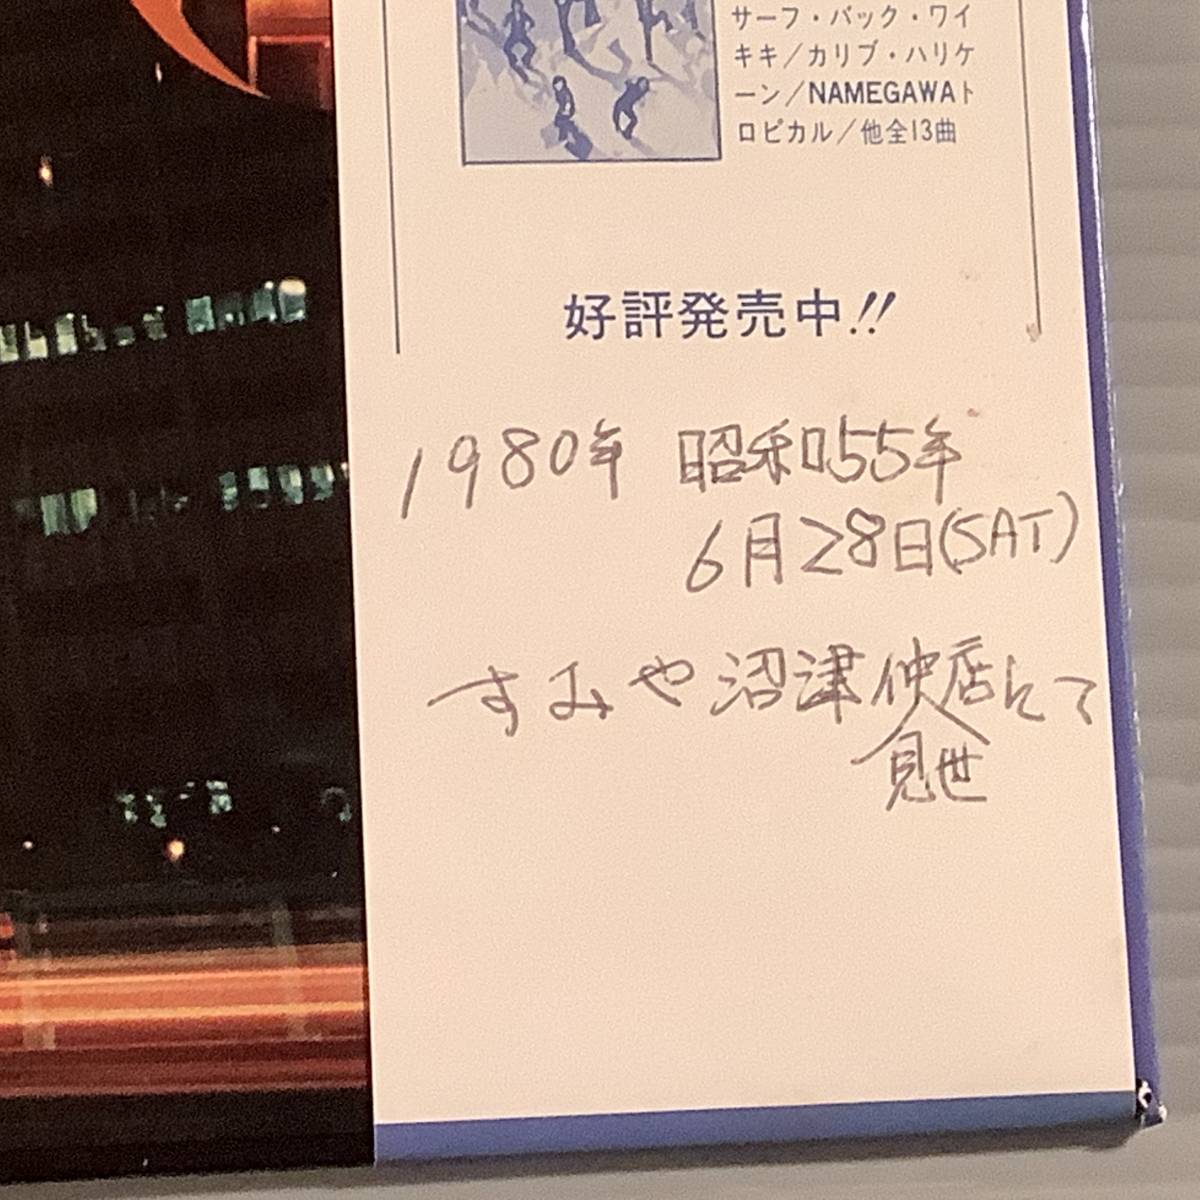 サーフ・バック・ワイ
キキ／カリブ・ハリケ
ーン／NAMEGAWAト
ロピカル／他全13曲
好評発売中!!
1980年 昭和55年
6月28日(SAT)
すみや沼津仲店にて
見世